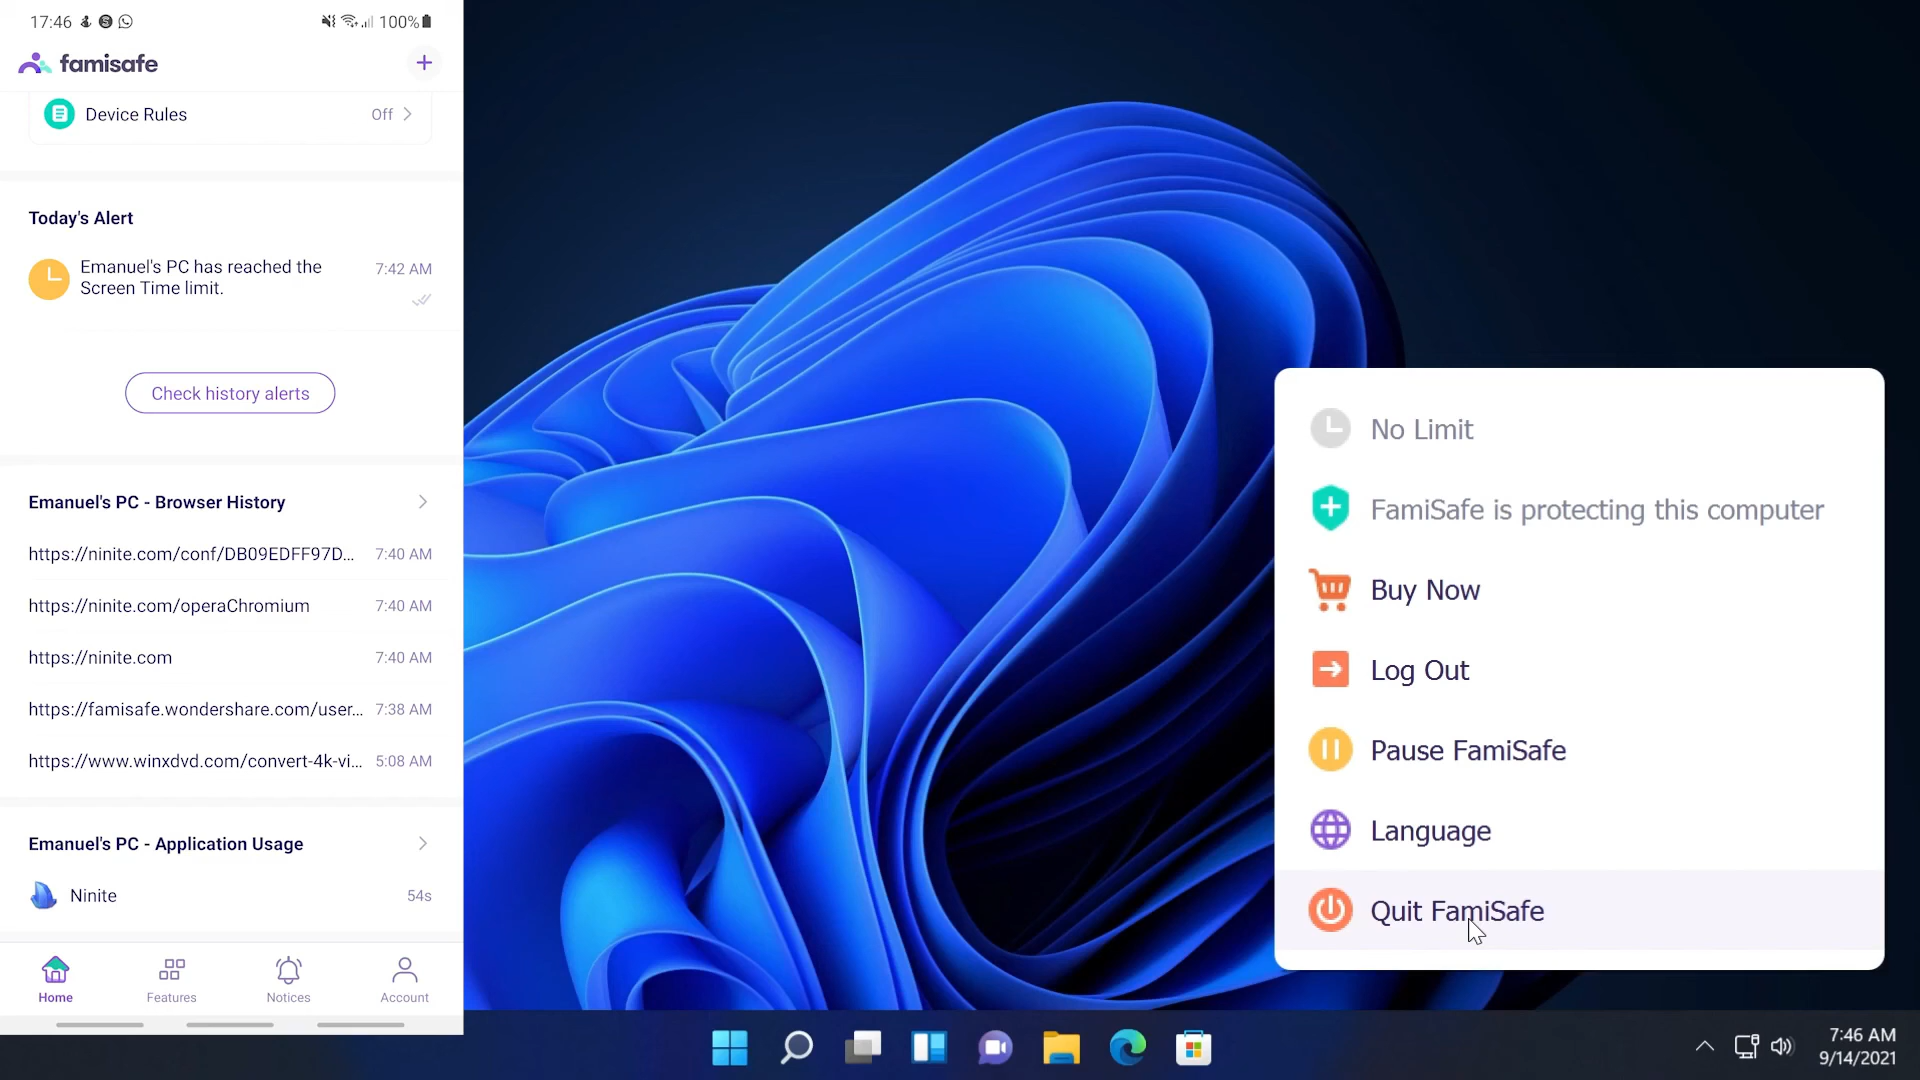 17:46
100%
famisafe
+
Device Rules
Off
Today's Alert
Emanuel's PC has reached the
Screen Time limit.
7:42 AM
Check history alerts
Emanuel's PC - Browser History
https://ninite.com/conf/DB09EDFF97D...
7:40 AM
https://ninite.com/operaChromium
7:40 AM
https://ninite.com
7:40 AM
https://famisafe.wondershare.com/user...
7:38 AM
https://www.winxdvd.com/convert-4k-vi...
5:08 AM
Emanuel's PC - Application Usage
Ninite
54s
Home
Features
Notices
Account
No Limit
FamiSafe is protecting this computer
Buy Now
Log Out
Pause FamiSafe
Language
Quit FamiSafe
7:46 AM
9/14/2021